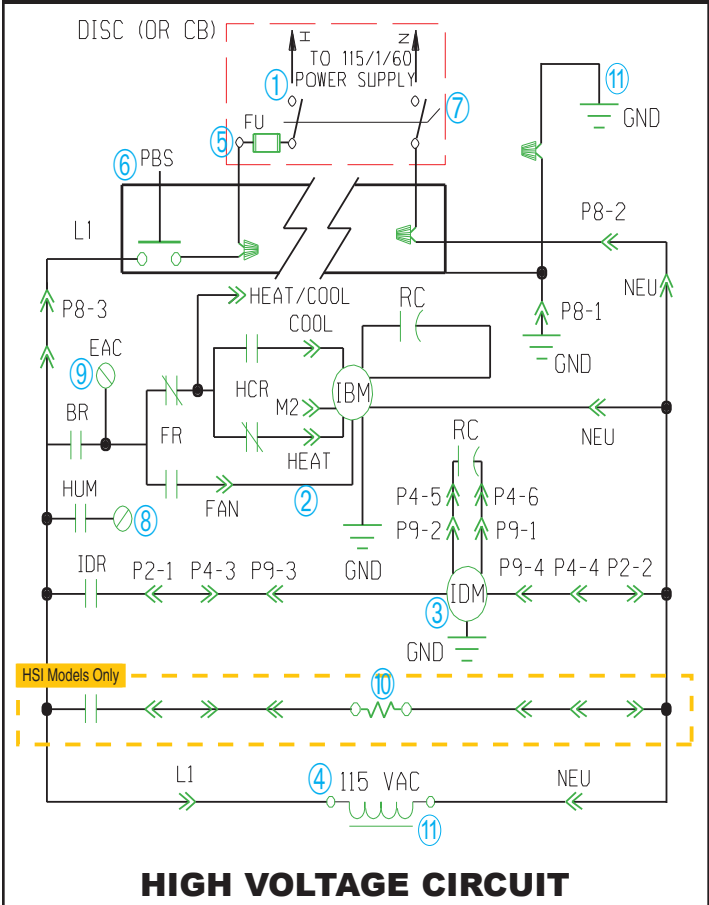 DISC (OR CB)
H
N
TO 115/1/60
POWER SUPPLY
1
7
11
GND
FU
5
6
PBS
L1
P8-2
NEU
P8-3
HEAT/COOL
RC
P8-1
GND
COOL
EAC
9
HCR
M2
IBM
BR
FR
HEAT
NEU
RC
FAN
2
P4-5
P4-6
P9-2
P9-1
HUM
8
GND
IDR
P2-1
P4-3
P9-3
3
IDM
P9-4
P4-4
P2-2
GND
HSI Models Only
10
L1
4
115 VAC
NEU
11
HIGH VOLTAGE CIRCUIT